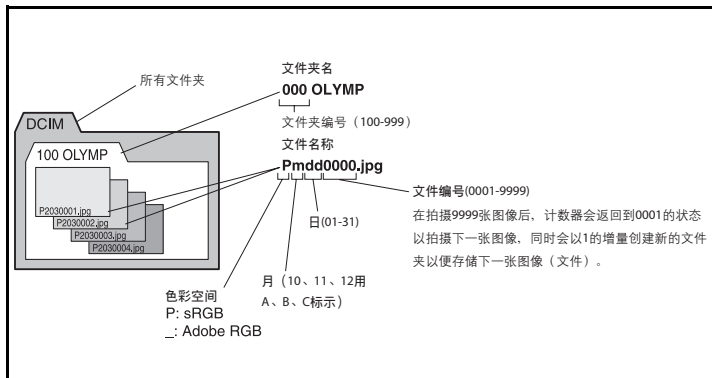 所有文件夹
DCIM
100 OLYMP
P2030001.jpg
P2030002.jpg
P2030003.jpg
P2030004.jpg
文件夹名
000 OLYMP
文件夹编号（100-999）
文件名称
Pmdd0000.jpg
日(01-31)
文件编号(0001-9999)
在拍摄9999张图像后，计数器会返回到0001的状态
以拍摄下一张图像，同时会以1的增量创建新的文件
夹以便存储下一张图像（文件）。
月（10、11、12用
A、B、C标示）
色彩空间
P: sRGB
_: Adobe RGB